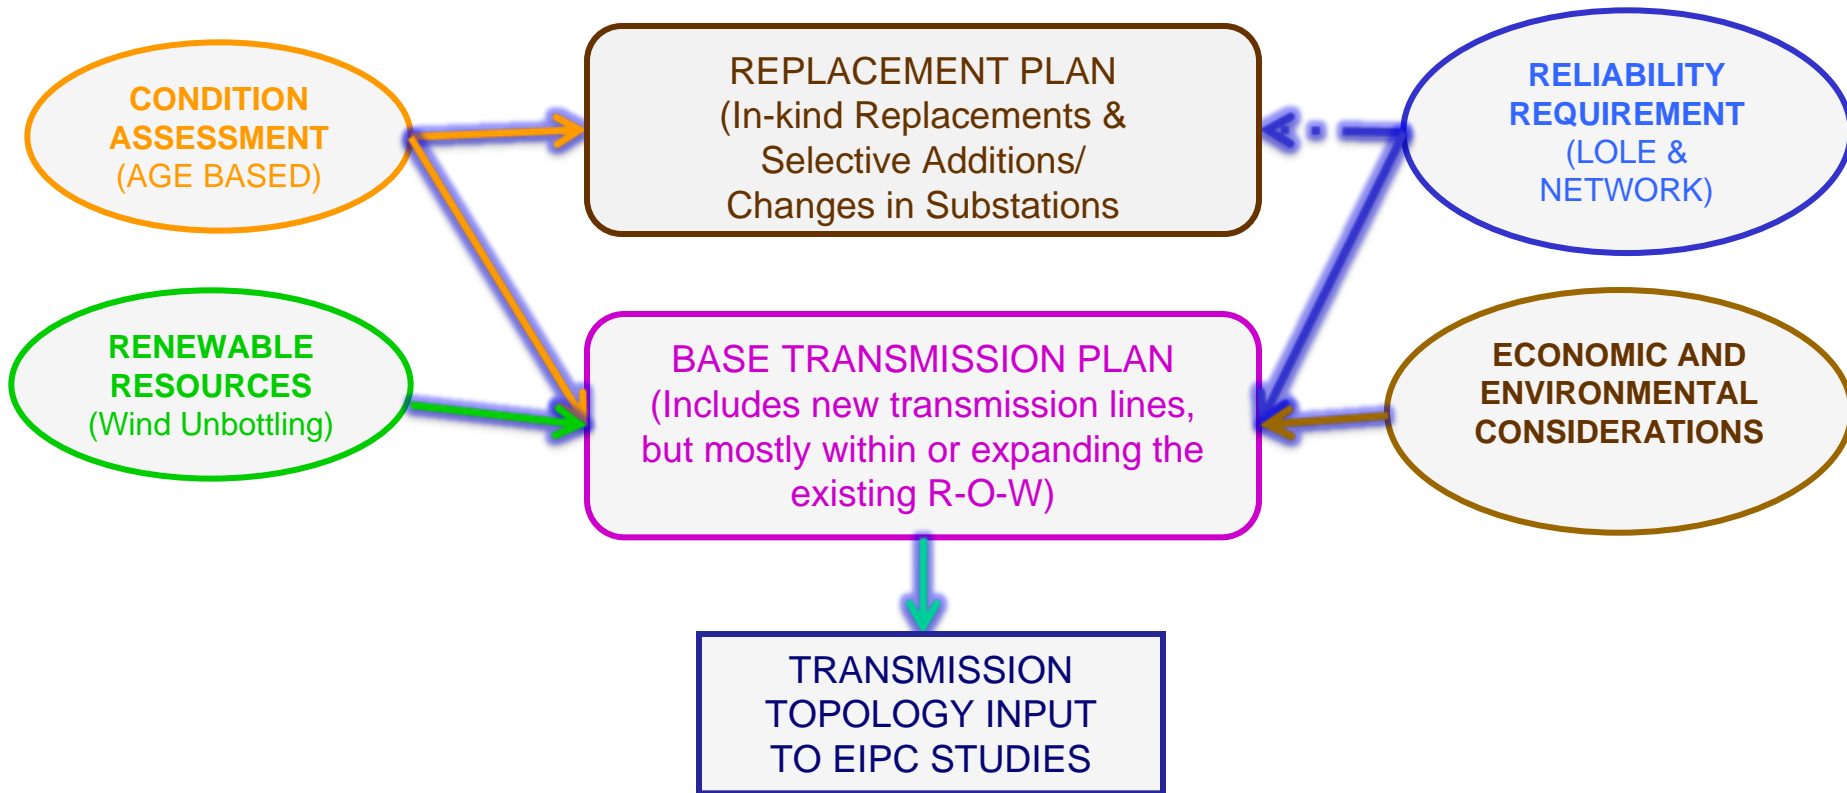 CONDITION
ASSESSMENT
(AGE BASED)
REPLACEMENT PLAN
(In-kind Replacements &
Selective Additions/
Changes in Substations
RELIABILITY
REQUIREMENT
(LOLE &
NETWORK)
RENEWABLE
RESOURCES
(Wind Unbottling)
BASE TRANSMISSION PLAN
(Includes new transmission lines,
but mostly within or expanding the
existing R-O-W)
ECONOMIC AND
ENVIRONMENTAL
CONSIDERATIONS
TRANSMISSION
TOPOLOGY INPUT
TO EIPC STUDIES